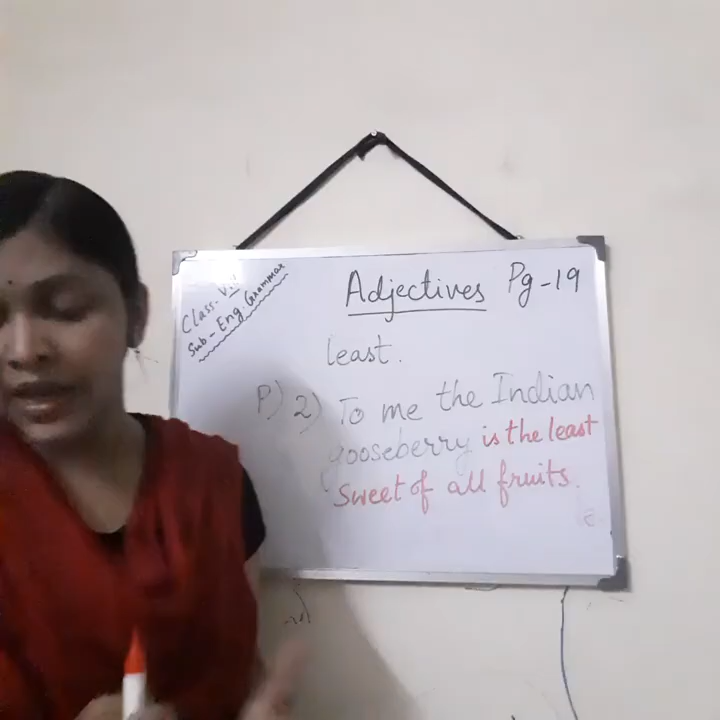 Class - V
Sub - Eng. Grammar
Adjectives Pg - 19
least.
P) 2) To me the Indian
gooseberry is the least
sweet of all fruits.